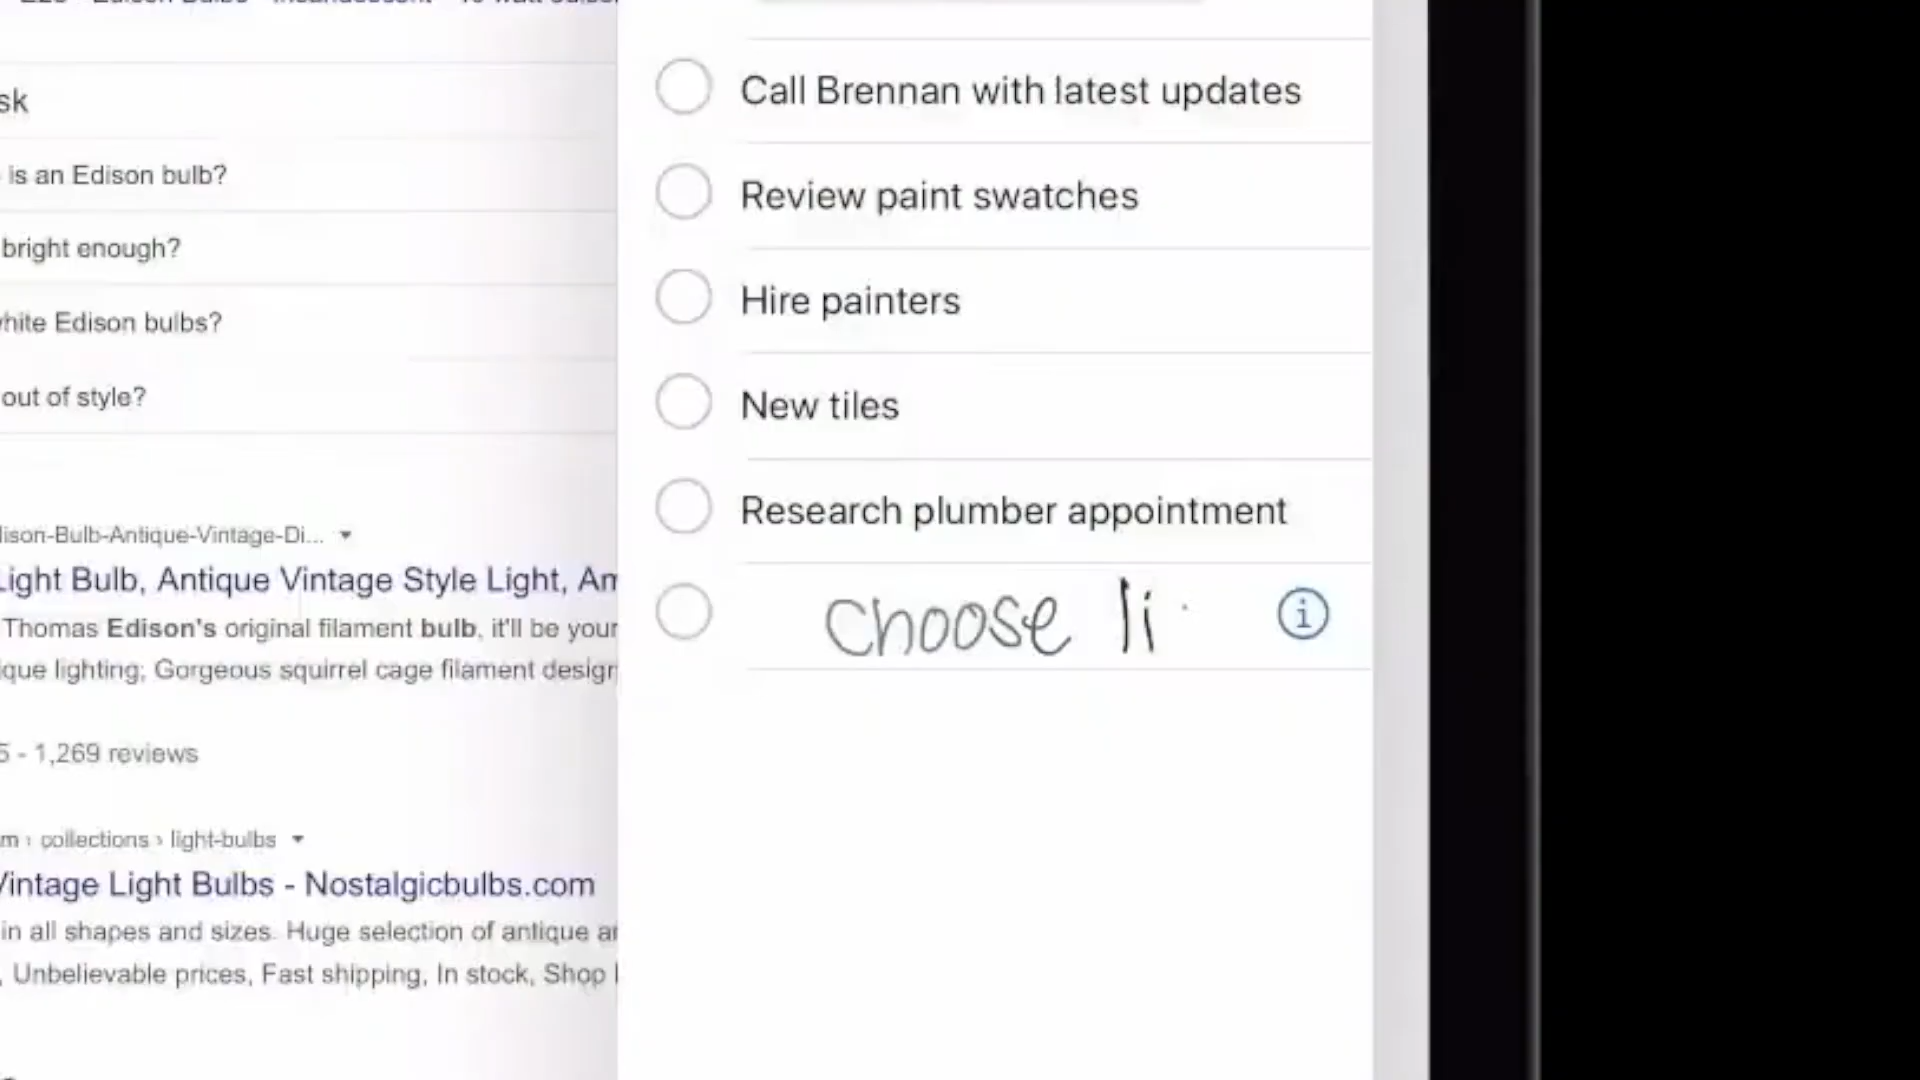 sk
is an Edison bulb?
bright enough?
white Edison bulbs?
out of style?
dison-Bulb-Antique-Vintage-Di...
Light Bulb, Antique Vintage Style Light, Am
Thomas Edison's original filament bulb, it'll be your
que lighting; Gorgeous squirrel cage filament design
5 - 1,269 reviews
m › collections › light-bulbs
Vintage Light Bulbs - Nostalgicbulbs.com
in all shapes and sizes. Huge selection of antique ar
, Unbelievable prices, Fast shipping, In stock, Shop
Call Brennan with latest updates
Review paint swatches
Hire painters
New tiles
Research plumber appointment
choose li